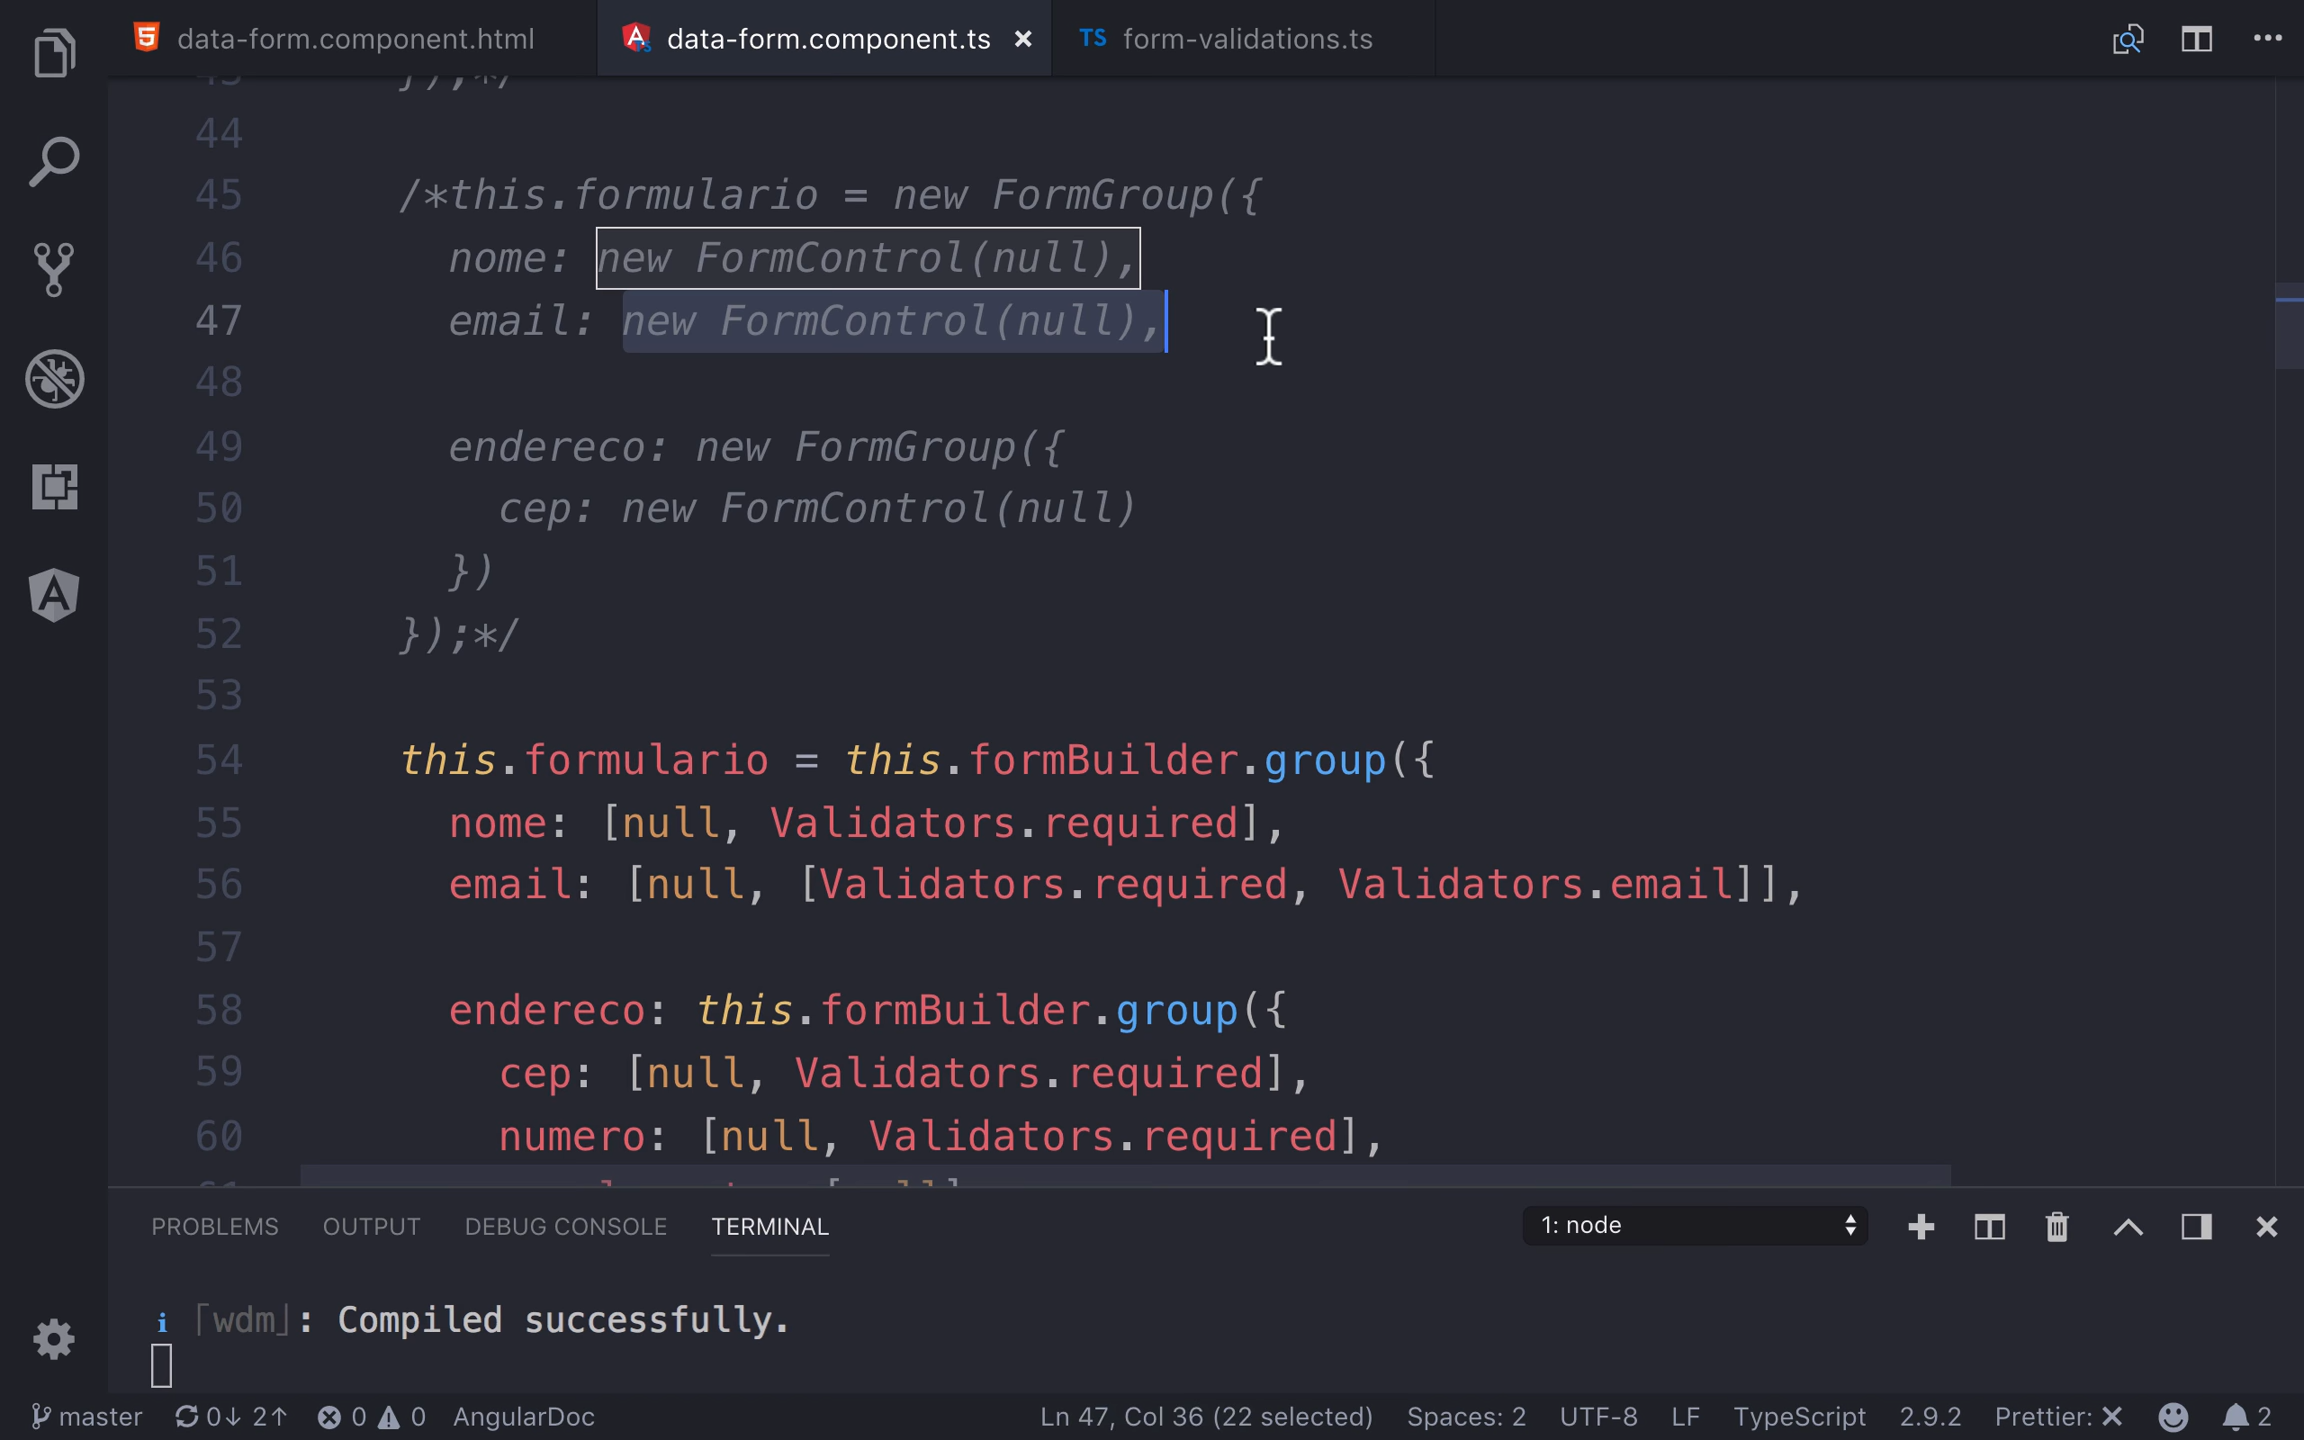 data-form.component.html
data-form.component.ts
TS form-validations.ts
43 });*/
44
45 /*this.formulario = new FormGroup({
46 nome: new FormControl(null),
47 email: new FormControl(null),
48
49 endereco: new FormGroup({
50 cep: new FormControl(null)
51 })
52 });*/
53
54 this.formulario = this.formBuilder.group({
55 nome: [null, Validators.required],
56 email: [null, [Validators.required, Validators.email]],
57
58 endereco: this.formBuilder.group({
59 cep: [null, Validators.required],
60 numero: [null, Validators.required],
PROBLEMS OUTPUT DEBUG CONSOLE TERMINAL 1: node
i ｢wdm｣: Compiled successfully.
master 0↓ 2↑ 0 0 AngularDoc Ln 47, Col 36 (22 selected) Spaces: 2 UTF-8 LF TypeScript 2.9.2 Prettier: ✕ 2